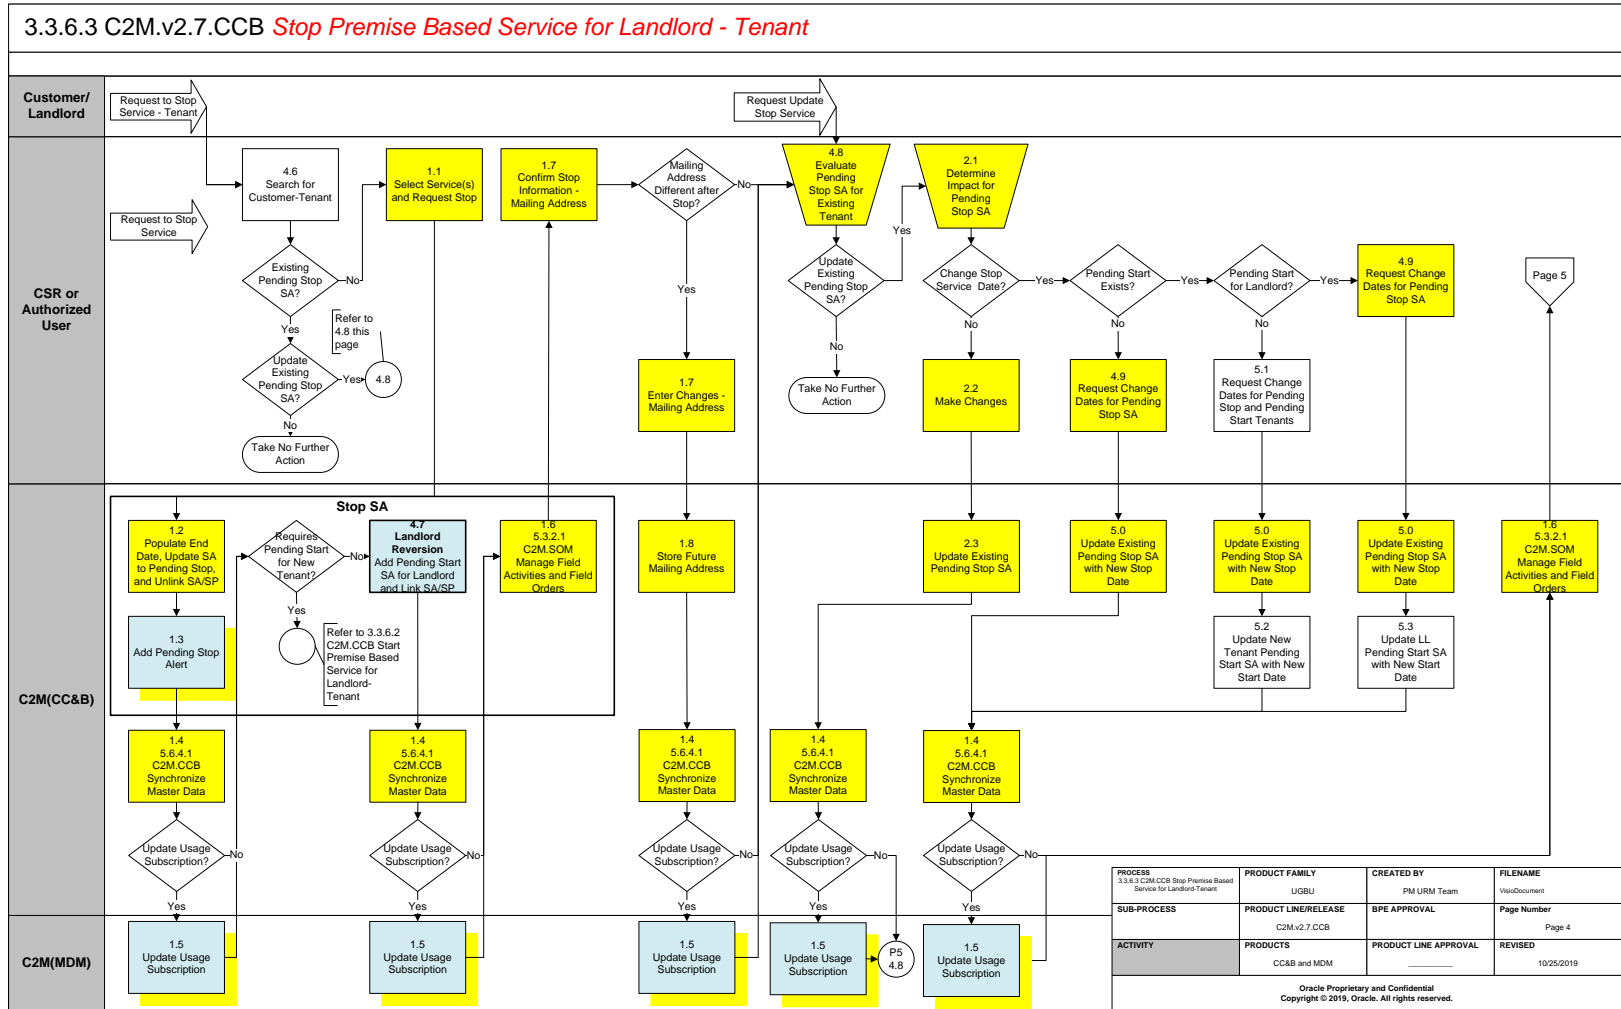 3.3.6.3 C2M.v2.7.CCB Stop Premise Based Service for Landlord - Tenant
Customer/
Landlord
Request to Stop
Service - Tenant
Request Update
Stop Service
CSR or
Authorized
User
Request to Stop
Service
4.6
Search for
Customer-Tenant
1.1
Select Service(s)
and Request Stop
1.7
Confirm Stop
Information -
Mailing Address
Mailing
Address
Different after
Stop?
No
4.8
Evaluate
Pending
Stop SA for
Existing
Tenant
2.1
Determine
Impact for
Pending
Stop SA
Yes
Existing
Pending Stop
SA?
No
Yes
Refer to
4.8 this
page
Update
Existing
Pending Stop
SA?
Yes
4.8
No
Take No Further
Action
Yes
1.7
Enter Changes -
Mailing Address
Update
Existing
Pending Stop
SA?
No
Take No Further
Action
Change Stop
Service Date?
Yes
No
2.2
Make Changes
Pending Start
Exists?
Yes
No
4.9
Request Change
Dates for Pending
Stop SA
Pending Start
for Landlord?
Yes
No
5.1
Request Change
Dates for Pending
Stop and Pending
Start Tenants
4.9
Request Change
Dates for Pending
Stop SA
Page 5
C2M(CC&B)
Stop SA
1.2
Populate End
Date, Update SA
to Pending Stop,
and Unlink SA/SP
Requires
Pending Start
for New
Tenant?
No
Yes
4.7
Landlord
Reversion
Add Pending Start
SA for Landlord
and Link SA/SP
1.6
5.3.2.1
C2M.SOM
Manage Field
Activities and Field
Orders
1.3
Add Pending Stop
Alert
Refer to 3.3.6.2
C2M.CCB Start
Premise Based
Service for
Landlord-
Tenant
1.8
Store Future
Mailing Address
2.3
Update Existing
Pending Stop SA
5.0
Update Existing
Pending Stop SA
with New Stop
Date
5.0
Update Existing
Pending Stop SA
with New Stop
Date
5.0
Update Existing
Pending Stop SA
with New Stop
Date
1.6
5.3.2.1
C2M.SOM
Manage Field
Activities and Field
Orders
5.2
Update New
Tenant Pending
Start SA with New
Start Date
5.3
Update LL
Pending Start SA
with New Start
Date
1.4
5.6.4.1
C2M.CCB
Synchronize
Master Data
1.4
5.6.4.1
C2M.CCB
Synchronize
Master Data
1.4
5.6.4.1
C2M.CCB
Synchronize
Master Data
1.4
5.6.4.1
C2M.CCB
Synchronize
Master Data
1.4
5.6.4.1
C2M.CCB
Synchronize
Master Data
Update Usage
Subscription?
No
Yes
Update Usage
Subscription?
No
Yes
Update Usage
Subscription?
No
Yes
Update Usage
Subscription?
No
Yes
Update Usage
Subscription?
No
Yes
C2M(MDM)
1.5
Update Usage
Subscription
1.5
Update Usage
Subscription
1.5
Update Usage
Subscription
1.5
Update Usage
Subscription
P5
4.8
1.5
Update Usage
Subscription
PROCESS
3.3.6.3 C2M.CCB Stop Premise Based
Service for Landlord-Tenant
PRODUCT FAMILY
UGBU
CREATED BY
PM URM Team
FILENAME
VisioDocument
SUB-PROCESS
PRODUCT LINE/RELEASE
C2M.v2.7.CCB
BPE APPROVAL
Page Number
Page 4
ACTIVITY
PRODUCTS
CC&B and MDM
PRODUCT LINE APPROVAL
REVISED
10/25/2019
Oracle Proprietary and Confidential
Copyright © 2019, Oracle. All rights reserved.